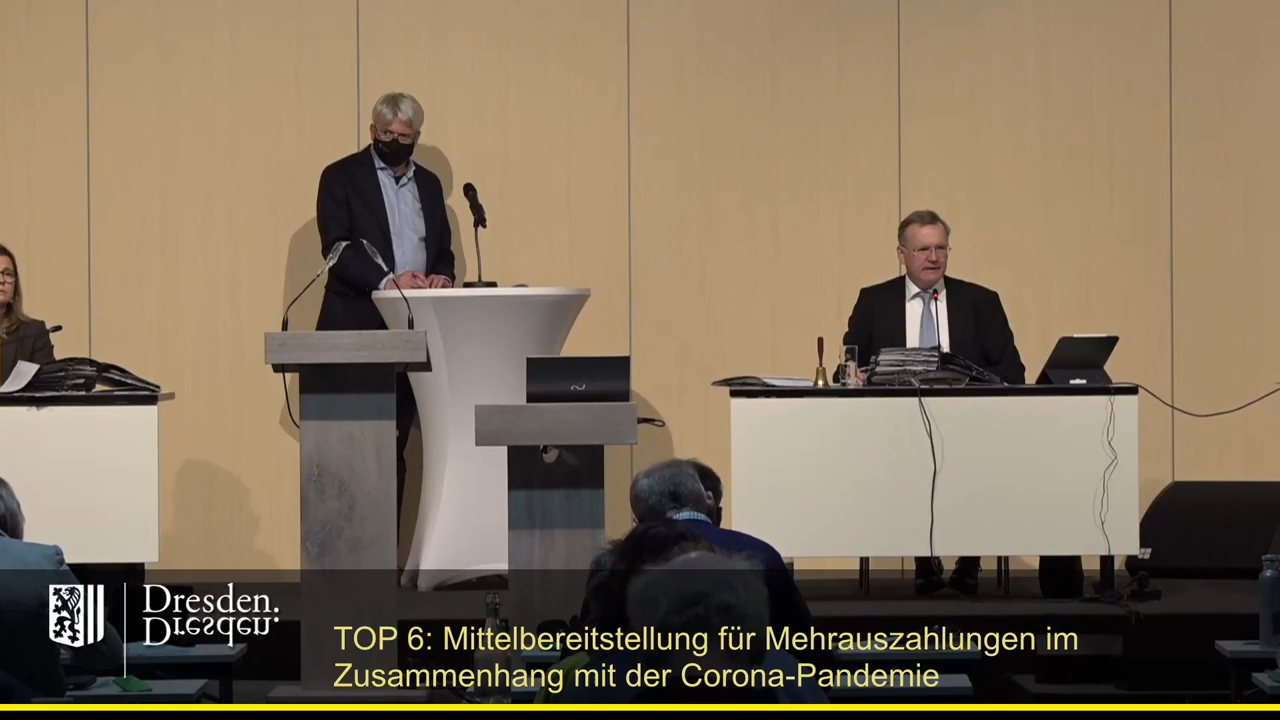 Dresden.
Dresden.
TOP 6: Mittelbereitstellung für Mehrauszahlungen im
Zusammenhang mit der Corona-Pandemie